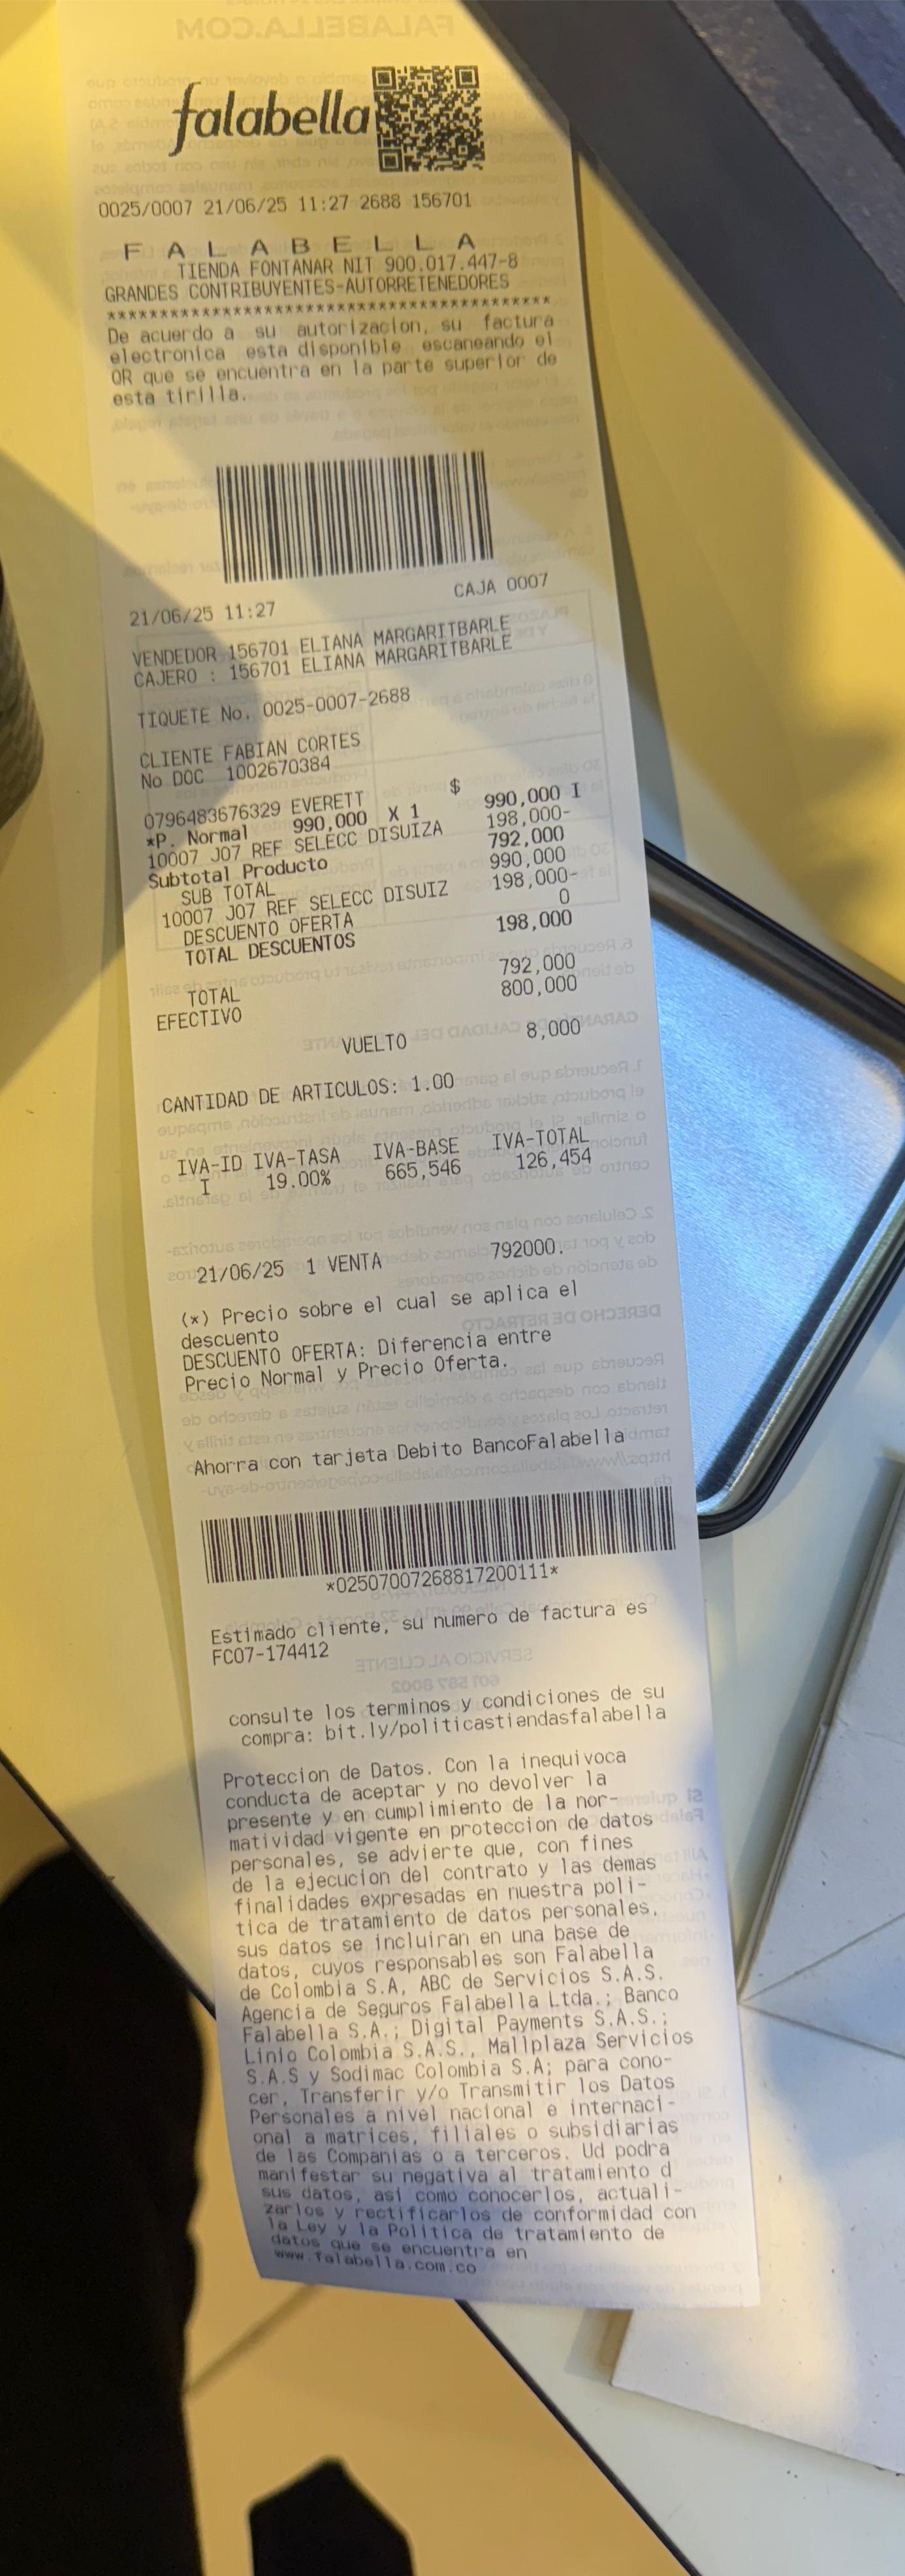 FALABELLA.COM
falabella
0025/0007 21/06/25 11:27 2688 156701
F A L A B E L L A
TIENDA FONTANAR NIT 900.017.447-8
GRANDES CONTRIBUYENTES-AUTORRETENEDORES
******************************************
De acuerdo a su autorizacion, su factura
electronica esta disponible escaneando el
QR que se encuentra en la parte superior de
esta tirilla.
CAJA 0007
21/06/25 11:27
VENDEDOR 156701 ELIANA MARGARITBARLE
CAJERO : 156701 ELIANA MARGARITBARLE
TIQUETE No. 0025-0007-2688
CLIENTE FABIAN CORTES
No DOC 1002670384
$
0796483676329 EVERETT 990,000 I
*P. Normal 990,000 X 1
10007 J07 REF SELECC DISUIZA 198,000-
Subtotal Producto 792,000
SUB TOTAL 990,000
10007 J07 REF SELECC DISUIZ 198,000-
DESCUENTO OFERTA 0
TOTAL DESCUENTOS 198,000
TOTAL 792,000
EFECTIVO 800,000
VUELTO 8,000
CANTIDAD DE ARTICULOS: 1.00
IVA-ID IVA-TASA IVA-BASE IVA-TOTAL
I 19.00% 665,546 126,454
21/06/25 1 VENTA 792000.
(*) Precio sobre el cual se aplica el
descuento
DESCUENTO OFERTA: Diferencia entre
Precio Normal y Precio Oferta.
Ahorra con tarjeta Debito BancoFalabella
*02507007268817200111*
Estimado cliente, su numero de factura es
FC07-174412
consulte los terminos y condiciones de su
compra: bit.ly/politicastiendasfalabella
Proteccion de Datos. Con la inequivoca
conducta de aceptar y no devolver la
presente y en cumplimiento de la nor-
matividad vigente en proteccion de datos
personales, se advierte que, con fines
de la ejecucion del contrato y las demas
finalidades expresadas en nuestra poli-
tica de tratamiento de datos personales,
sus datos se incluiran en una base de
datos, cuyos responsables son Falabella
de Colombia S.A, ABC de Servicios S.A.S.
Agencia de Seguros Falabella Ltda.; Banco
Falabella S.A.; Digital Payments S.A.S.;
Linio Colombia S.A.S., Mallplaza Servicios
S.A.S y Sodimac Colombia S.A; para cono-
cer, Transferir y/o Transmitir los Datos
Personales a nivel nacional e internaci-
onal a matrices, filiales o subsidiarias
de las Companias o a terceros. Ud podra
manifestar su negativa al tratamiento d
sus datos, asi como conocerlos, actuali-
zarlos y rectificarlos de conformidad con
la Ley y la Politica de tratamiento de
datos que se encuentra en
www.falabella.com.co